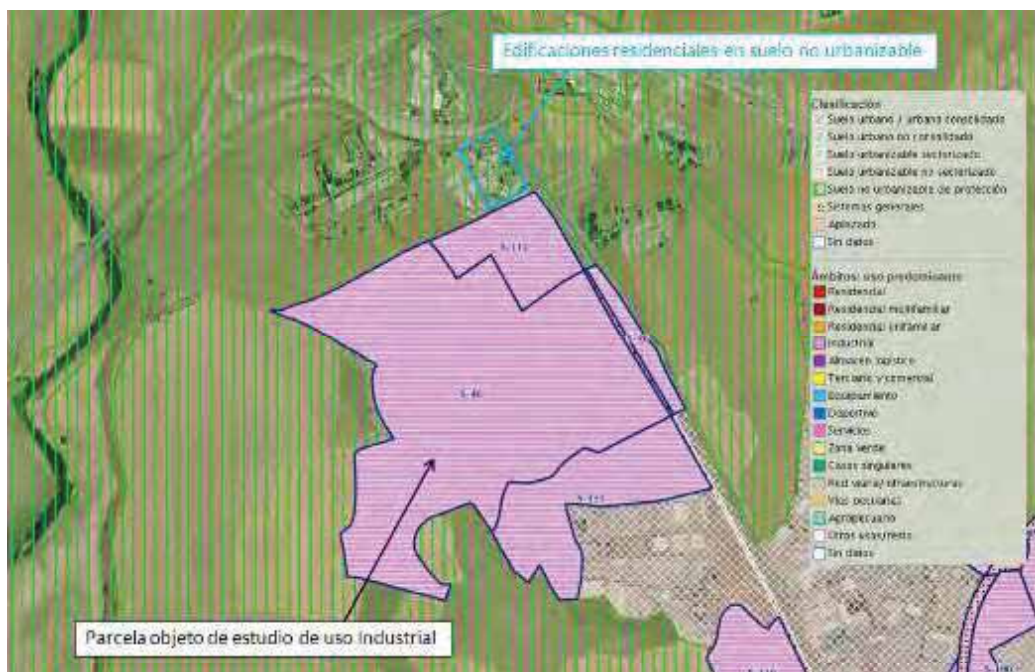 Edificaciones residenciales en suelo no urbanizable
Clasificación
Suelo urbano / urbano consolidado
Suelo urbano no consolidado
Suelo urbanizable sectorizado
Suelo urbanizable no sectorizado
Suelo no urbanizable de protección
Sistemas generales
Aplazado
Sin datos
Ámbitos: uso predominante
Residencial
Residencial multifamiliar
Residencial unifamiliar
Industrial
Almacén logístico
Terciario y comercial
Equipamiento
Deportivo
Servicios
Zona verde
Casos singulares
Red viaria/infraestructuras
Vías pecuarias
Agropecuario
Otros usos/resto
Sin datos
Parcela objeto de estudio de uso Industrial